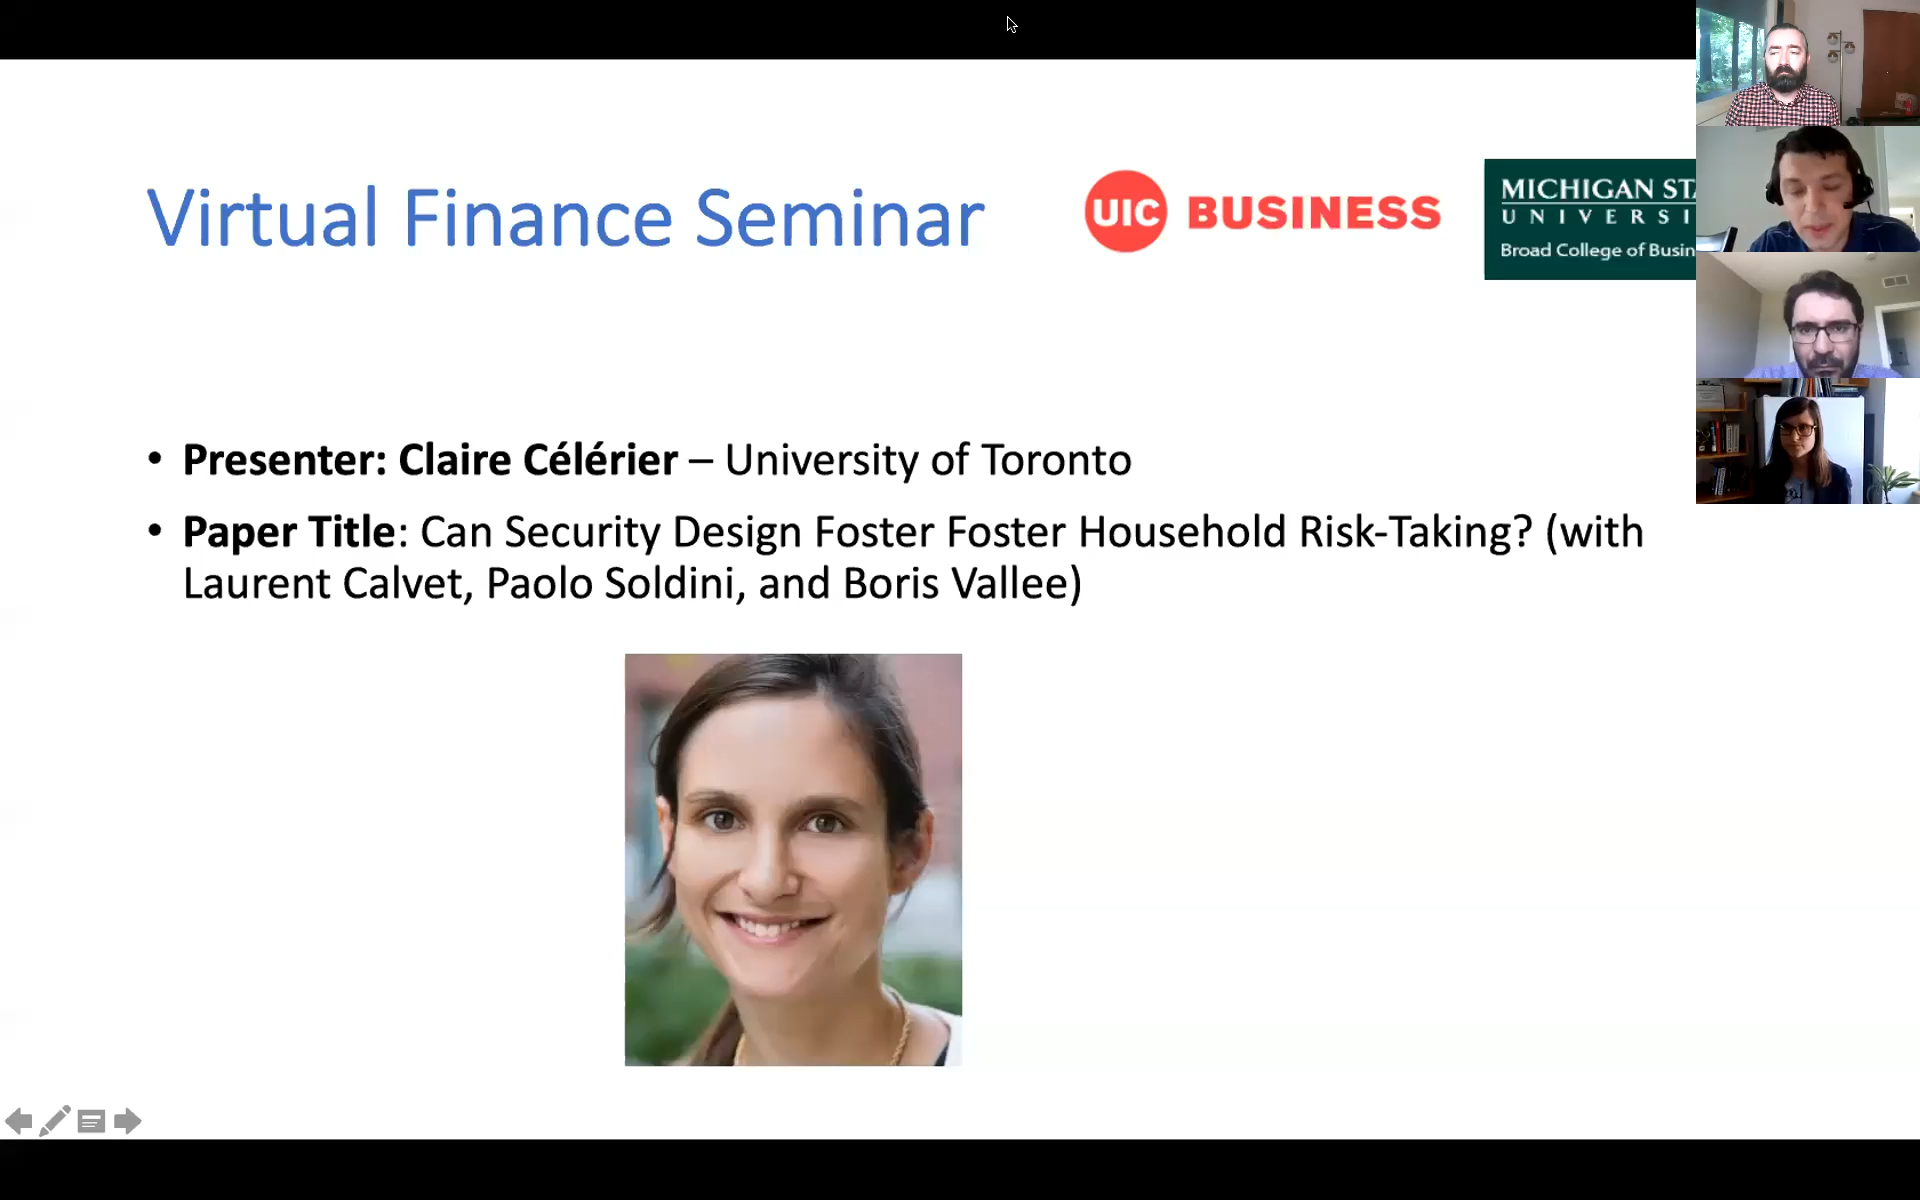 Virtual Finance Seminar
UIC BUSINESS
MICHIGAN STA
UNIVERSI
Broad College of Busin
• Presenter: Claire Célérier – University of Toronto
• Paper Title: Can Security Design Foster Foster Household Risk-Taking? (with
Laurent Calvet, Paolo Soldini, and Boris Vallee)